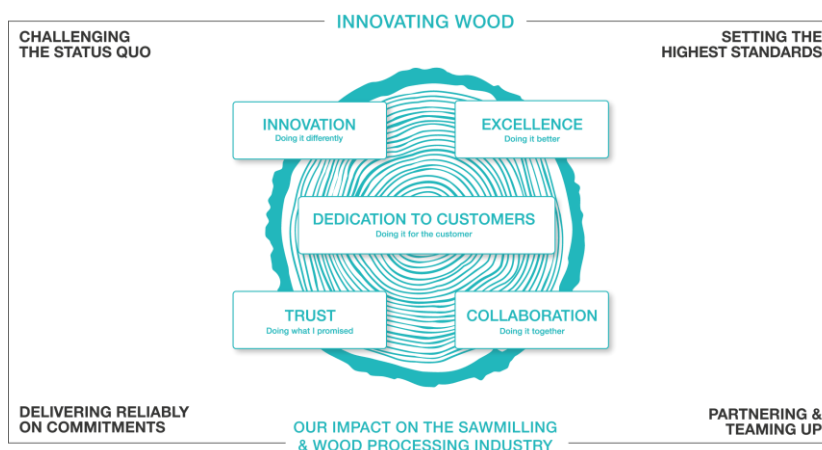 INNOVATING WOOD
CHALLENGING
THE STATUS QUO
SETTING THE
HIGHEST STANDARDS
INNOVATION
Doing it differently
EXCELLENCE
Doing it better
DEDICATION TO CUSTOMERS
Doing it for the customer
TRUST
Doing what I promised
COLLABORATION
Doing it together
DELIVERING RELIABLY
ON COMMITMENTS
PARTNERING &
TEAMING UP
OUR IMPACT ON THE SAWMILLING
& WOOD PROCESSING INDUSTRY